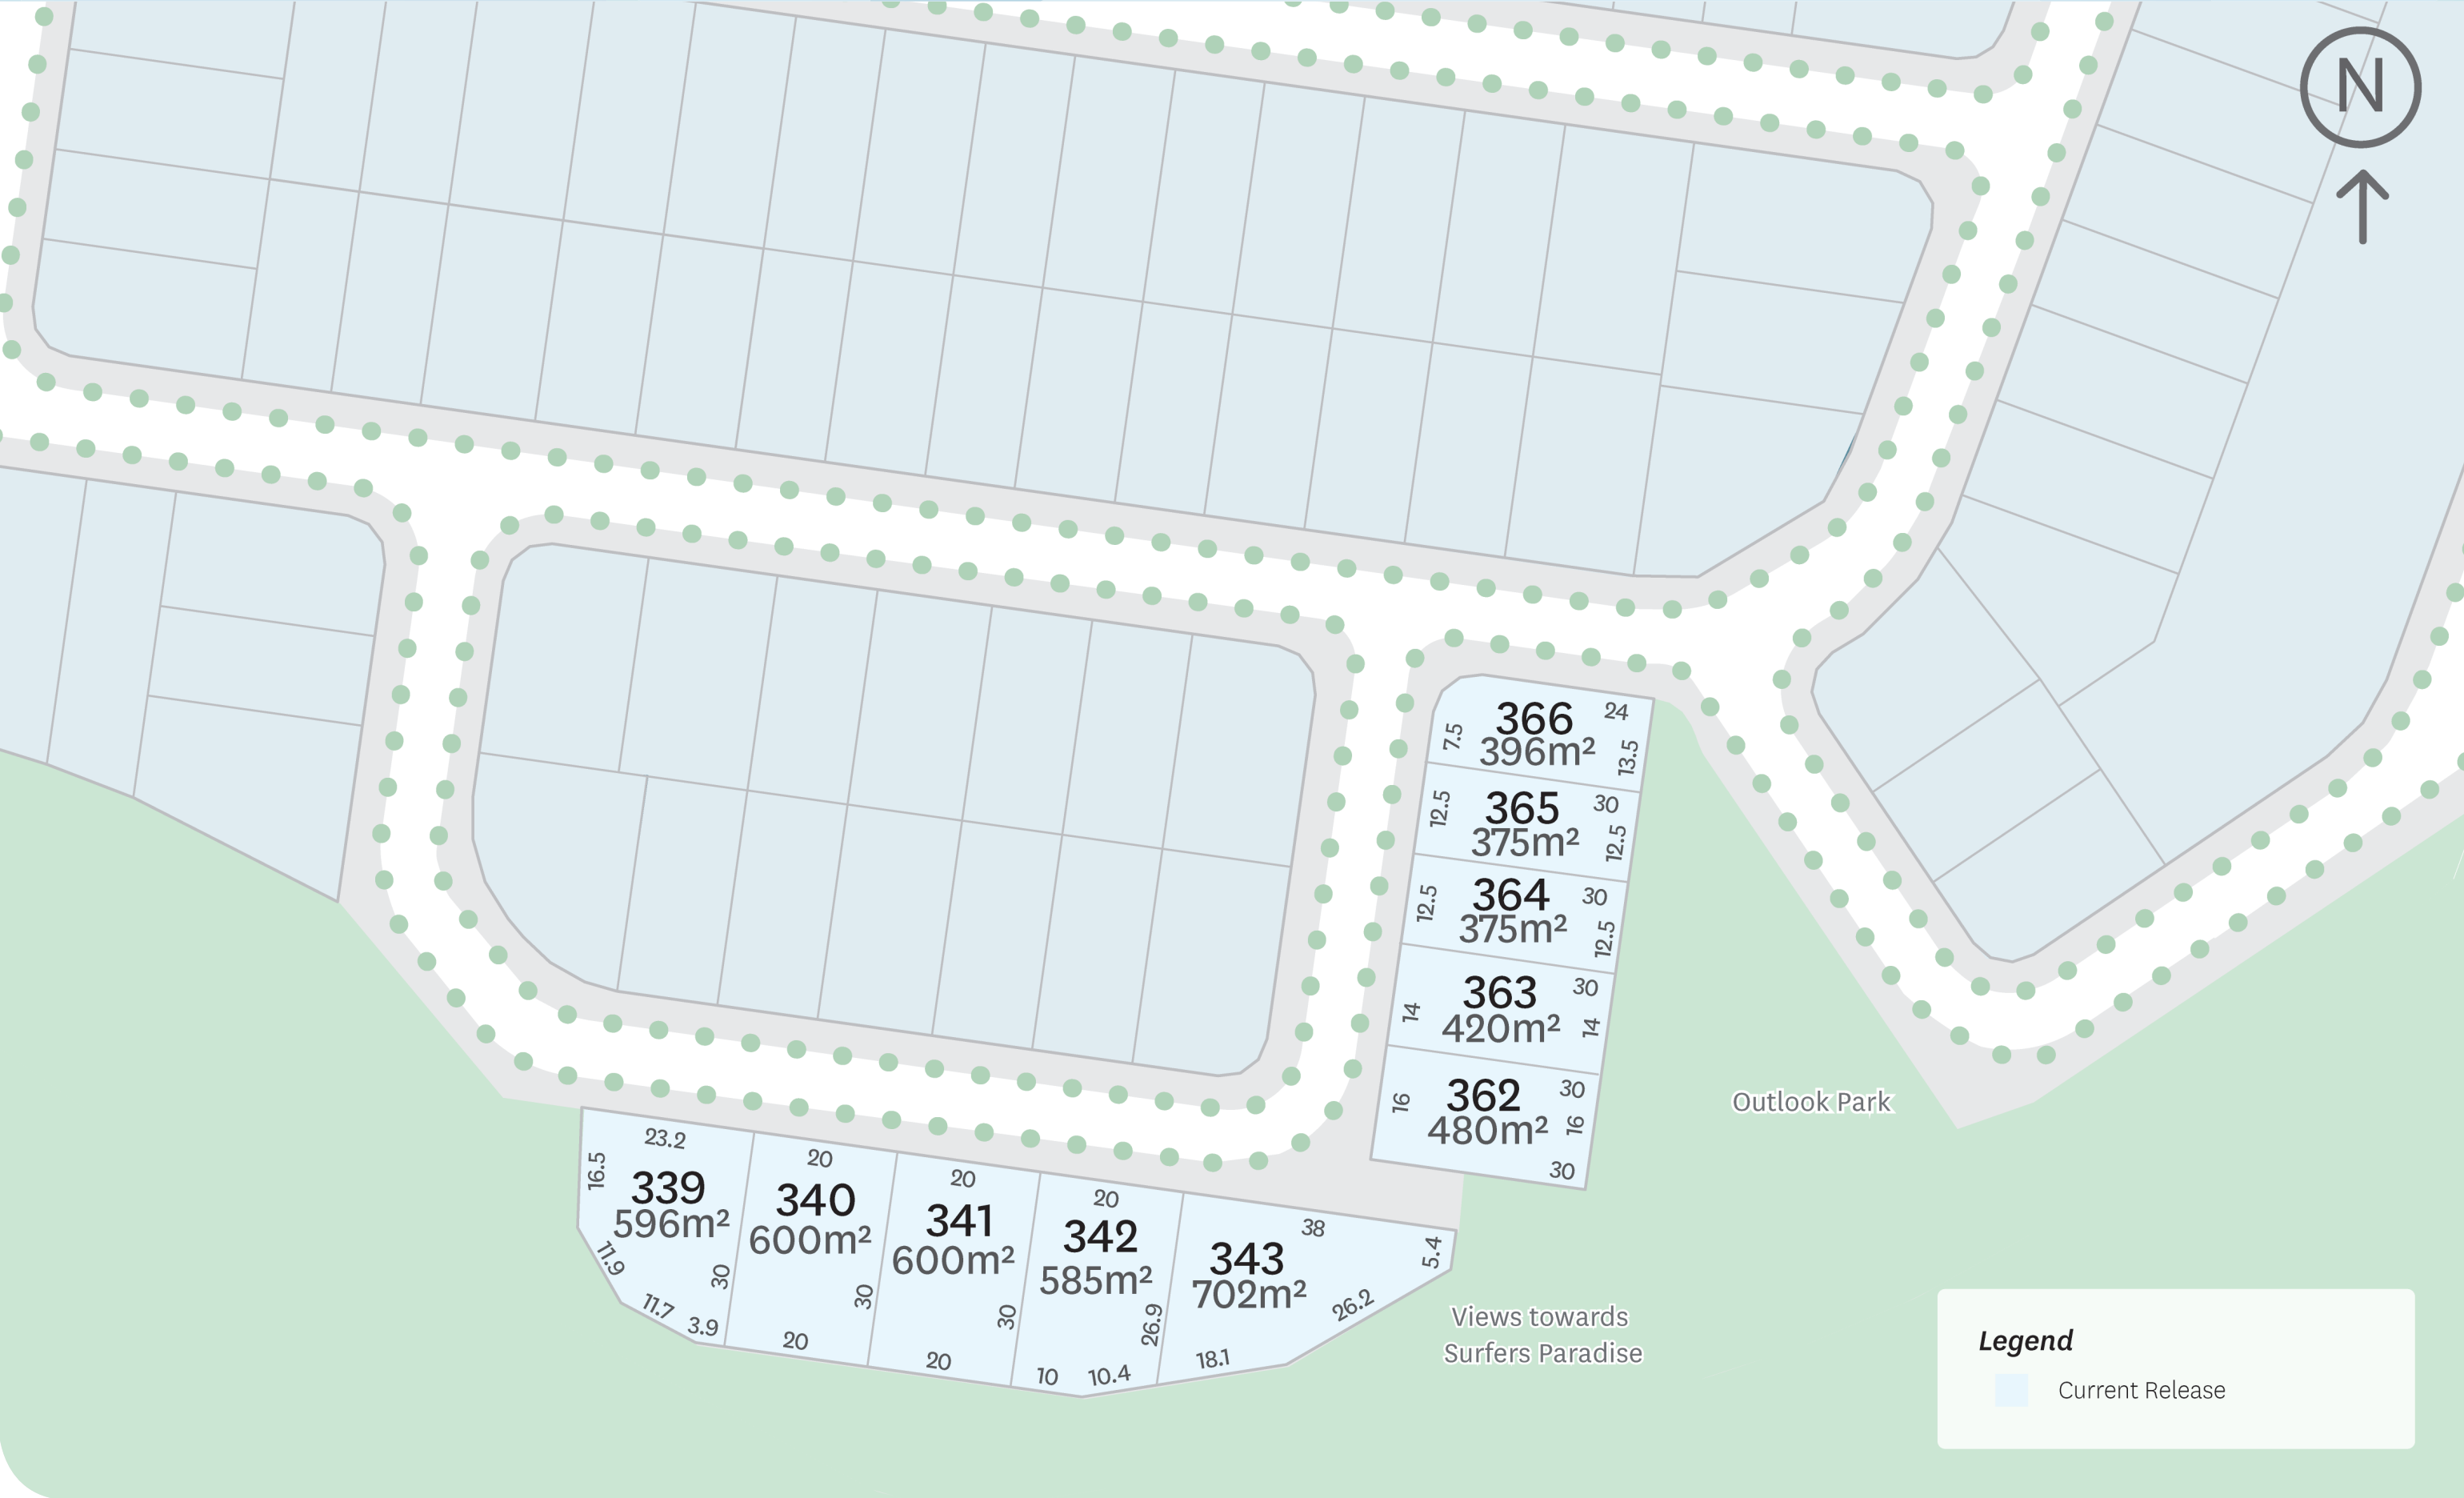 N
366
24
7.5
396m²
13.5
365
30
12.5
375m²
12.5
364
30
12.5
375m²
12.5
363
30
14
420m²
14
362
30
16
480m²
16
30
23.2
16.5
339
596m²
11.9
30
11.7
3.9
20
340
600m²
30
20
20
341
600m²
30
20
20
342
585m²
26.9
10
10.4
38
343
702m²
5.4
26.2
18.1
Outlook Park
Views towards
Surfers Paradise
Legend
Current Release